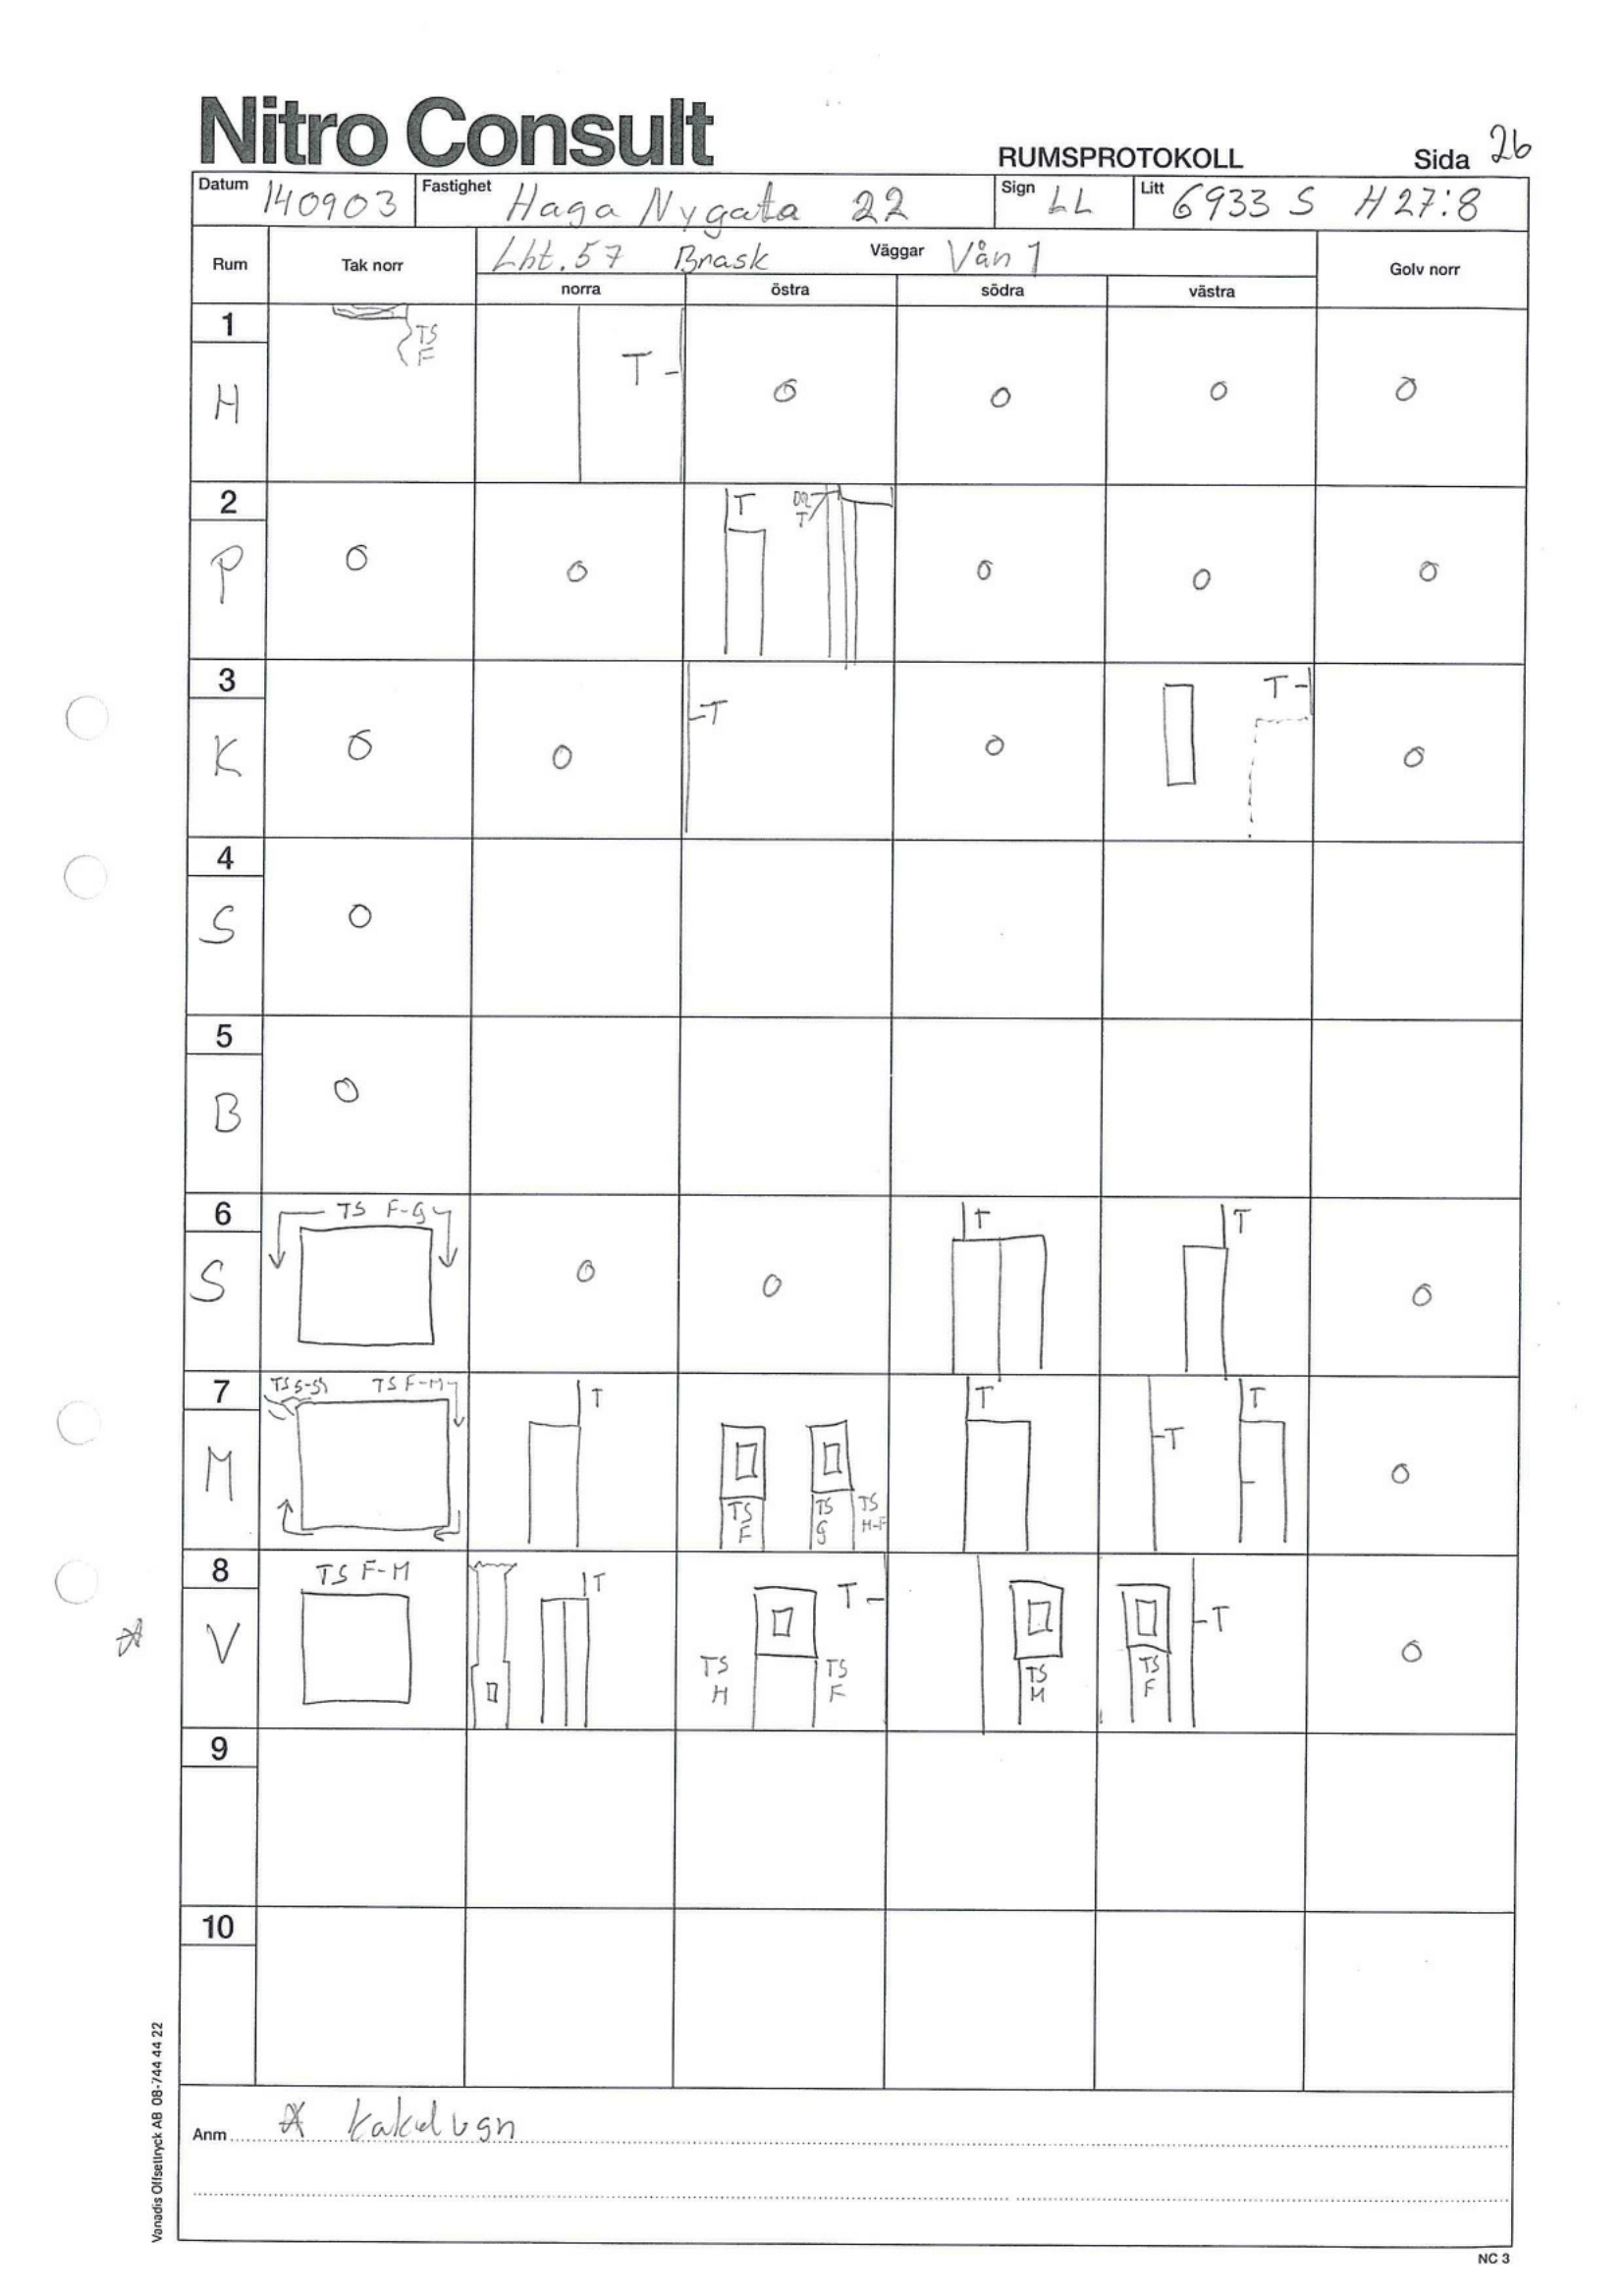 Nitro Consult
RUMSPROTOKOLL Sida 26
Datum 140903 Fastighet Haga Nygata 22 Sign LL Litt 6933 S H27:8
Rum Tak norr Lht.57 Brask Väggar Vån 1 Golv norr
norra östra södra västra
1
H TS F T O O O O
2
P O O T T O O O
3
K O O T O T O
4
S O
5
B O
6
S TS F-G O O T T O
7
M TS TS F-M T TS F TS G TS M-F T T T O
8
V TS F-M T TS M T TS F TS M TS F T O
9
10
Anm kakelugn
Vanadis Offsettryck AB 08-744 44 22
NC 3